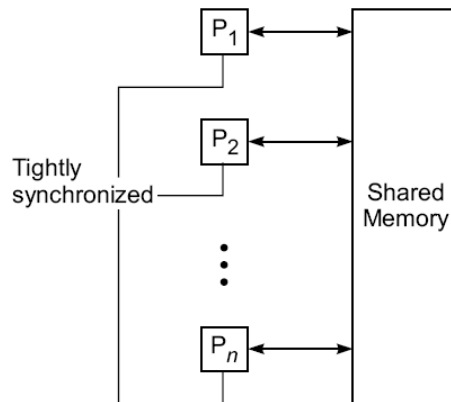 P1
P2
Tightly
synchronized
Shared
Memory
Pn